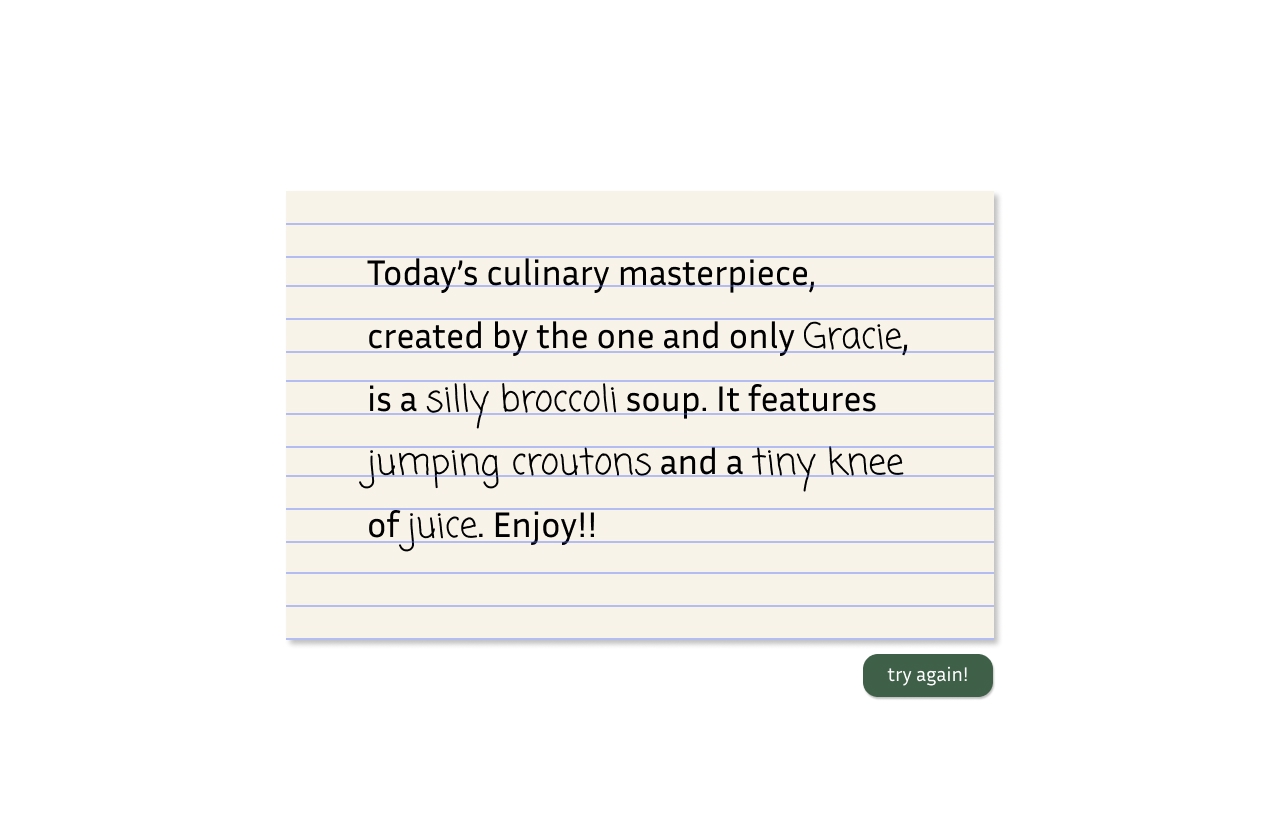 Today’s culinary masterpiece,
created by the one and only Gracie,
is a silly broccoli soup. It features
jumping croutons and a tiny knee
of juice. Enjoy!!
try again!